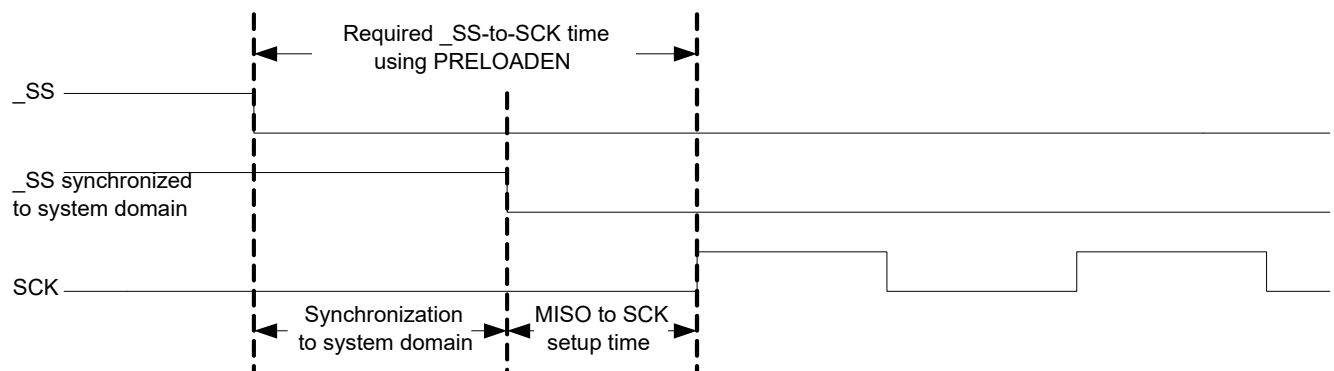 Required _SS-to-SCK time
using PRELOADEN
_SS
_SS synchronized
to system domain
SCK
Synchronization
to system domain
MISO to SCK
setup time